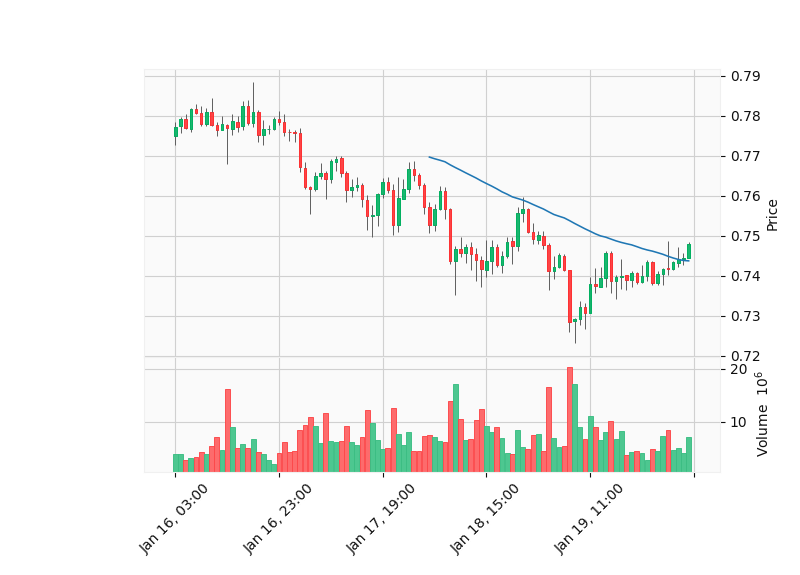 0.79
0.78
0.77
0.76
0.75
0.74
0.73
0.72
Price
20
10
Volume 10^6
Jan 16, 03:00
Jan 16, 23:00
Jan 17, 19:00
Jan 18, 15:00
Jan 19, 11:00